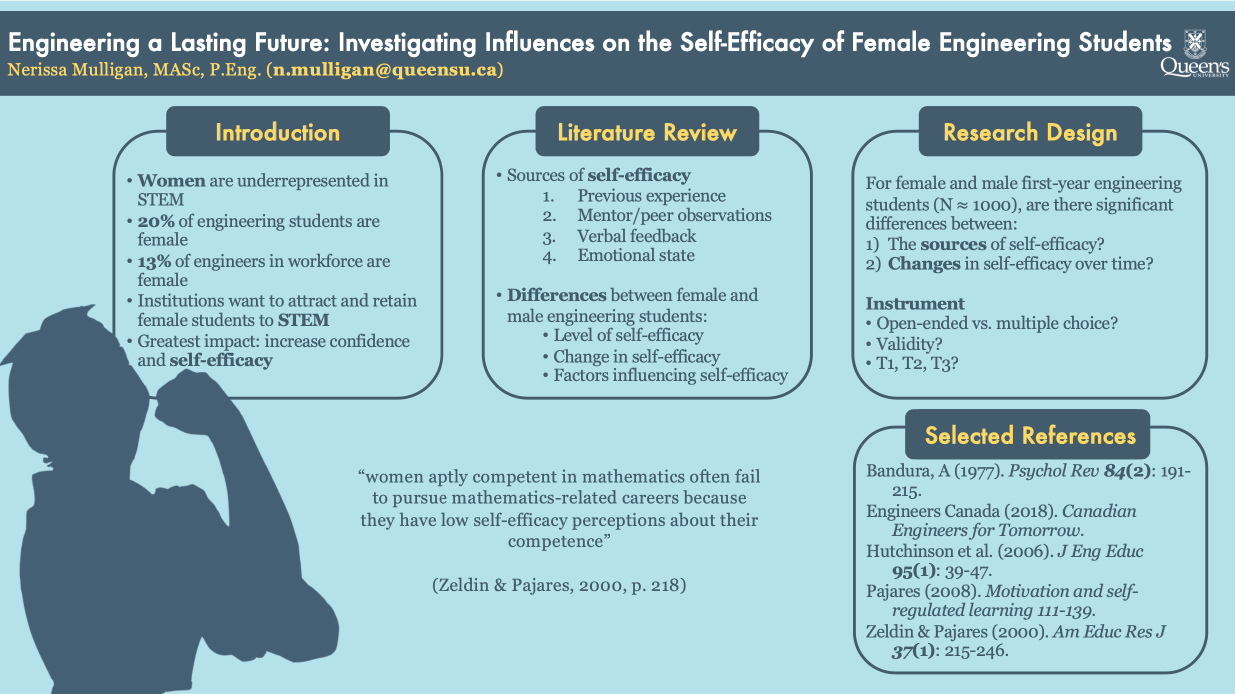 Engineering a Lasting Future: Investigating Influences on the Self-Efficacy of Female Engineering Students
Nerissa Mulligan, MASc, P.Eng. (n.mulligan@queensu.ca)
Queen's
UNIVERSITY
Introduction
• Women are underrepresented in
STEM
• 20% of engineering students are
female
• 13% of engineers in workforce are
female
• Institutions want to attract and retain
female students to STEM
• Greatest impact: increase confidence
and self-efficacy
Literature Review
• Sources of self-efficacy
1. Previous experience
2. Mentor/peer observations
3. Verbal feedback
4. Emotional state
• Differences between female and
male engineering students:
• Level of self-efficacy
• Change in self-efficacy
• Factors influencing self-efficacy
Research Design
For female and male first-year engineering
students (N ≈ 1000), are there significant
differences between:
1) The sources of self-efficacy?
2) Changes in self-efficacy over time?
Instrument
• Open-ended vs. multiple choice?
• Validity?
• T1, T2, T3?
“women aptly competent in mathematics often fail
to pursue mathematics-related careers because
they have low self-efficacy perceptions about their
competence”
(Zeldin & Pajares, 2000, p. 218)
Selected References
Bandura, A (1977). Psychol Rev 84(2): 191-
215.
Engineers Canada (2018). Canadian
Engineers for Tomorrow.
Hutchinson et al. (2006). J Eng Educ
95(1): 39-47.
Pajares (2008). Motivation and self-
regulated learning 111-139.
Zeldin & Pajares (2000). Am Educ Res J
37(1): 215-246.